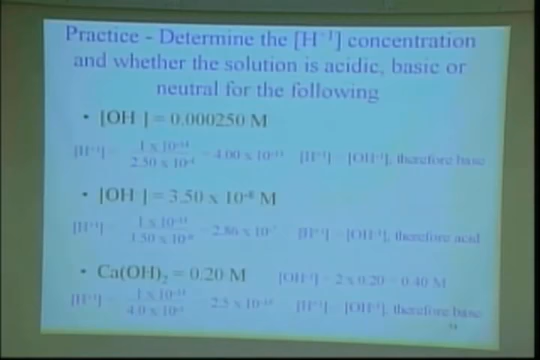 Practice - Determine the [H⁺¹] concentration
and whether the solution is acidic, basic or
neutral for the following
• [OH⁻] = 0.000250 M
[H⁺¹] 1 x 10⁻¹⁴ / 2.50 x 10⁻⁴ = 4.00 x 10⁻¹¹ [H⁺¹] [OH⁻¹], therefore base
• [OH⁻] = 3.50 x 10⁻⁸ M
[H⁺¹] 1 x 10⁻¹⁴ / 3.50 x 10⁻⁸ 2.86 x 10⁻⁷ [H⁺¹] [OH⁻¹], therefore acid
• Ca(OH)₂ = 0.20 M [OH⁻¹] = 2 x 0.20 = 0.40 M
[H⁺¹] 1 x 10⁻¹⁴ / 4.0 x 10⁻¹ 2.5 x 10⁻¹⁴ [H⁺¹] [OH⁻¹], therefore base